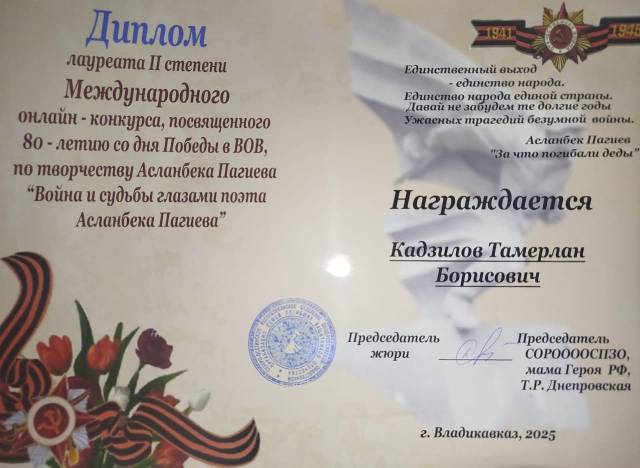 Диплом
лауреата II степени
Международного
онлайн - конкурса, посвященного
80 - летию со дня Победы в ВОВ,
по творчеству Асланбека Пагиева
“Война и судьбы глазами поэта
Асланбека Пагиева”
1941 1945
Единственный выход
- единство народа.
Единство народа единой страны.
Давай не забудем те долгие годы
Ужасных трагедий безумной войны.
Асланбек Пагиев
"За что погибали деды"
Награждается
Кадзилов Тамерлан
Борисович
Председатель
жюри
Председатель
СОРОООOСПЗО,
мама Героя РФ,
Т.Р. Днепровская
г. Владикавказ, 2025